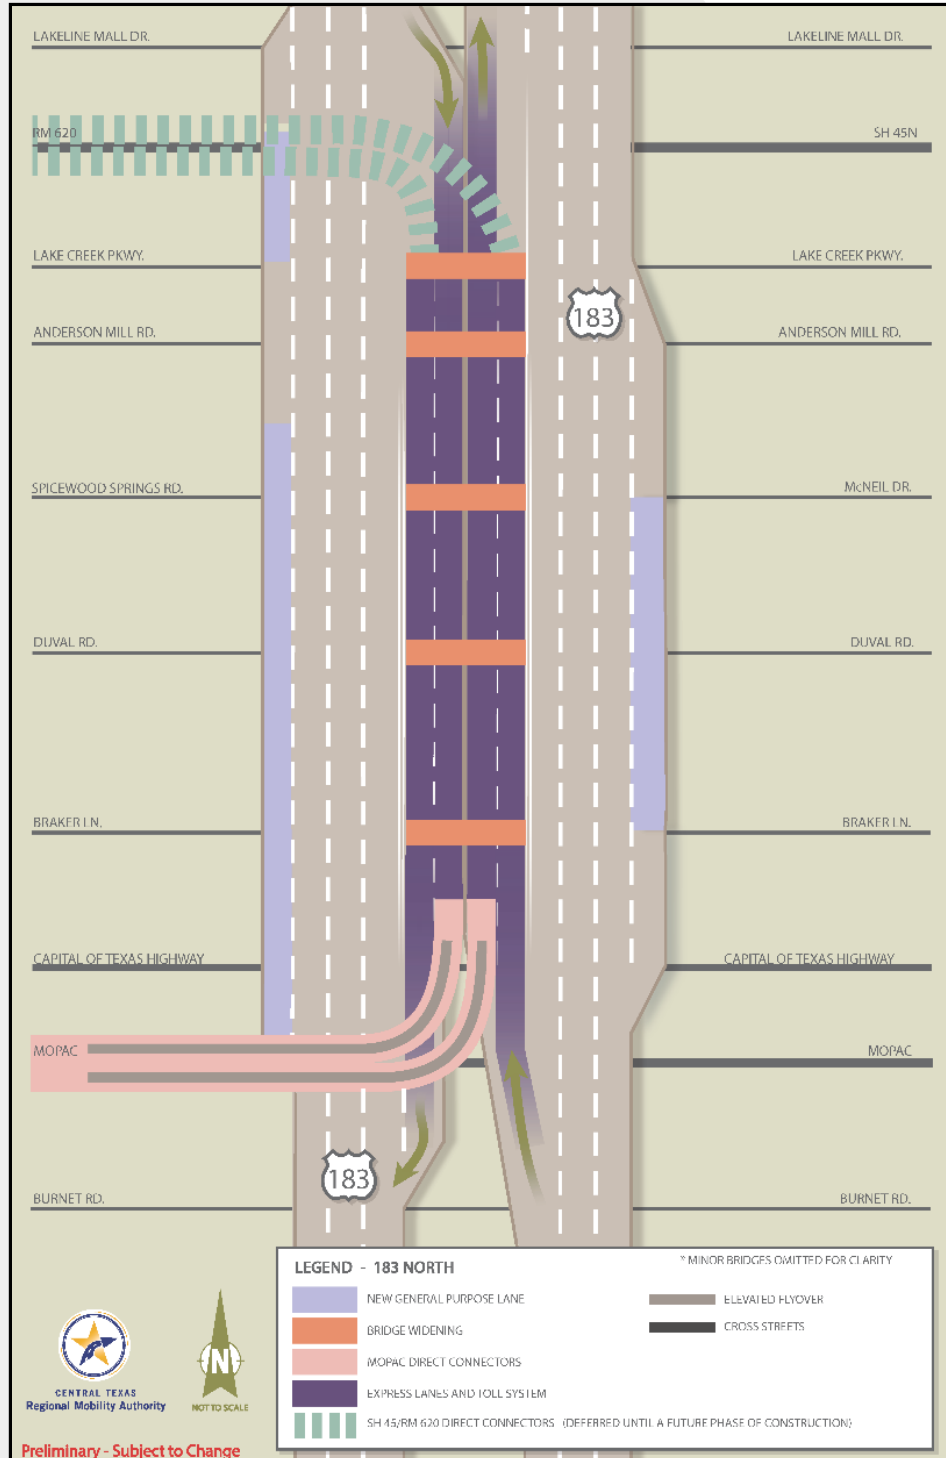 LAKELINE MALL DR.
LAKELINE MALL DR.
RM 620
SH 45N
LAKE CREEK PKWY.
LAKE CREEK PKWY.
183
ANDERSON MILL RD.
ANDERSON MILL RD.
SPICEWOOD SPRINGS RD.
McNEIL DR.
DUVAL RD.
DUVAL RD.
BRAKER LN.
BRAKER LN.
CAPITAL OF TEXAS HIGHWAY
CAPITAL OF TEXAS HIGHWAY
MOPAC
MOPAC
183
BURNET RD.
BURNET RD.
LEGEND - 183 NORTH
* MINOR BRIDGES OMITTED FOR CLARITY
NEW GENERAL PURPOSE LANE
ELEVATED FLYOVER
BRIDGE WIDENING
CROSS STREETS
MOPAC DIRECT CONNECTORS
EXPRESS LANES AND TOLL SYSTEM
SH 45/RM 620 DIRECT CONNECTORS (DEFERRED UNTIL A FUTURE PHASE OF CONSTRUCTION)
N
CENTRAL TEXAS
Regional Mobility Authority
NOT TO SCALE
Preliminary - Subject to Change